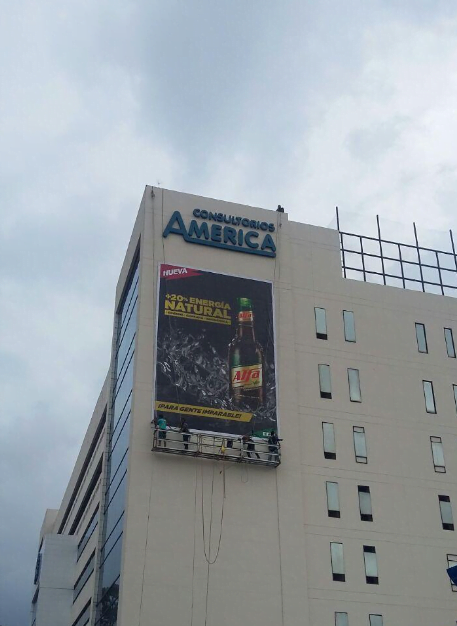 CONSULTORIOS
AMERICA
NUEVA
+20% ENERGÍA
NATURAL
Alfa
¡PARA GENTE IMPARABLE!